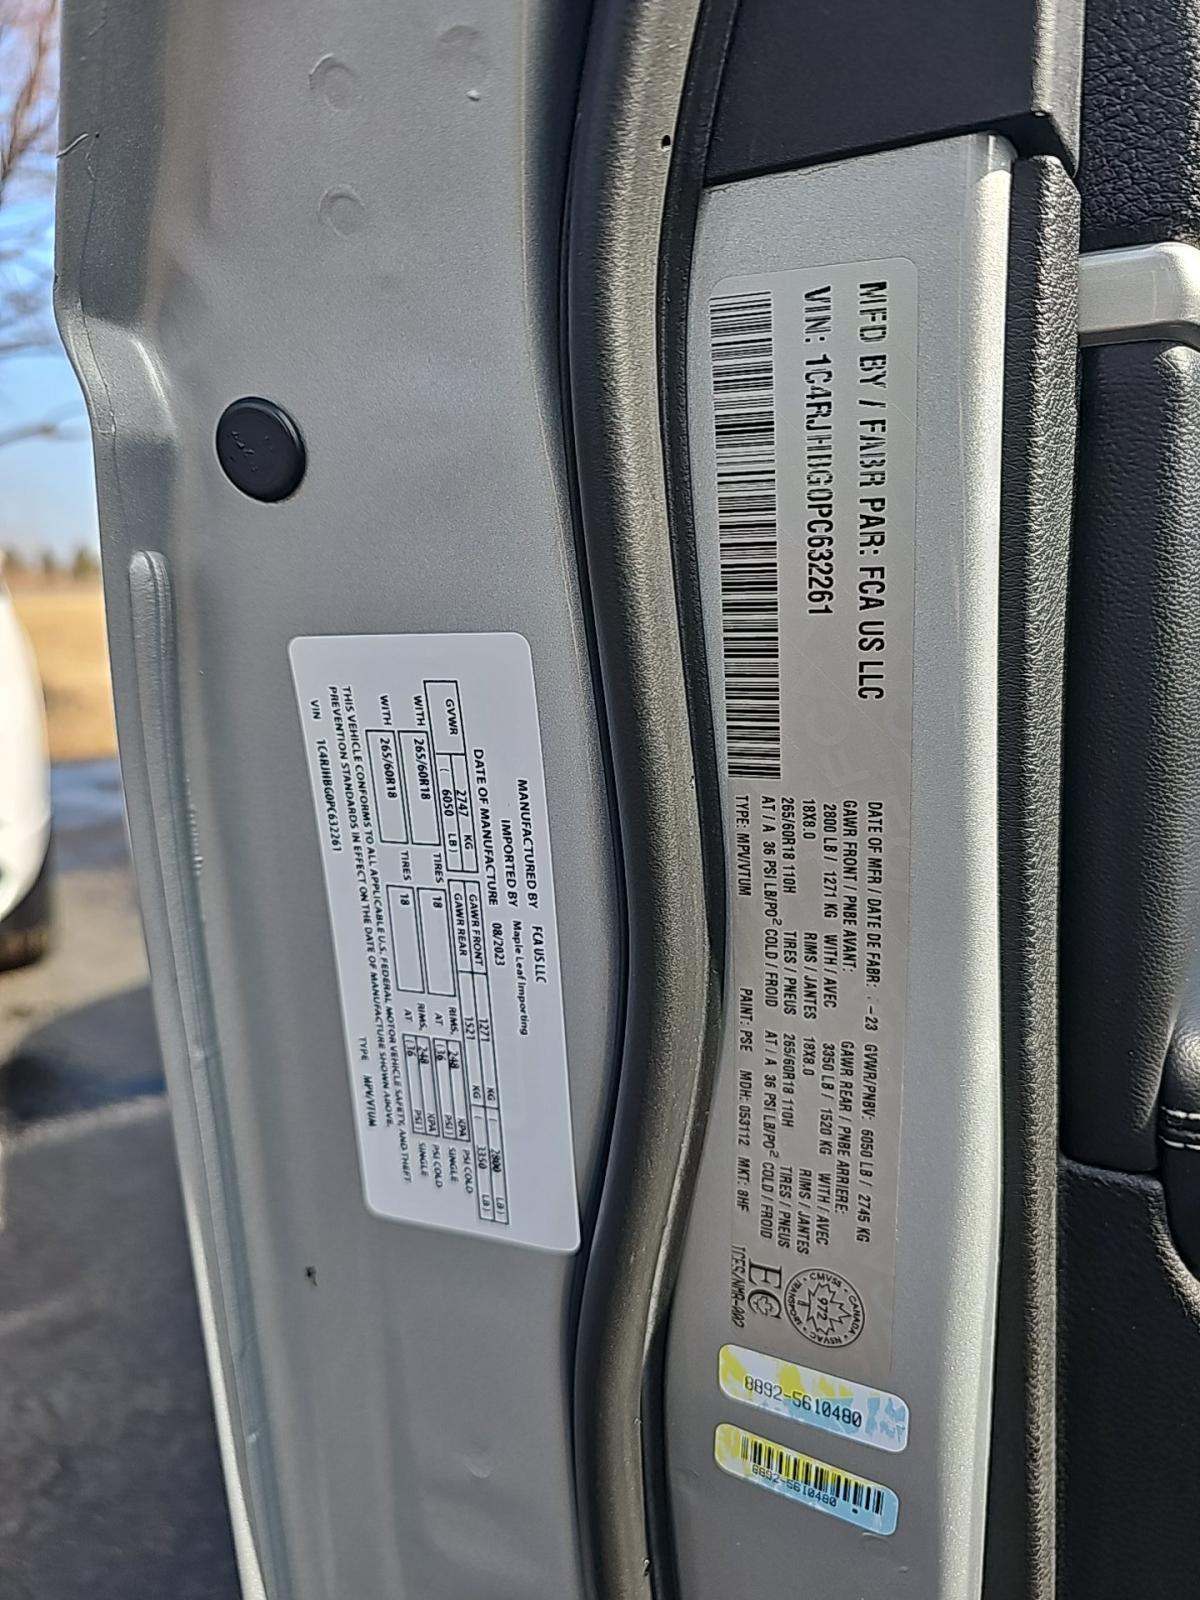 MFD BY / FABR PAR: FCA US LLC
VIN: 1C4RJHBG0PC632261
DATE OF MFR / DATE DE FABR: - 23 GVWR/PNBV: 6050 LB / 2745 KG
GAWR FRONT / PNBE AVANT: GAWR REAR / PNBE ARRIERE:
2800 LB / 1271 KG WITH / AVEC 3350 LB / 1520 KG WITH / AVEC
18X8.0 RIMS / JANTES 18X8.0 RIMS / JANTES
265/60R18 110H TIRES / PNEUS 265/60R18 110H TIRES / PNEUS
AT / A 36 PSI LB/PO² COLD / FROID AT / A 36 PSI LB/PO² COLD / FROID
TYPE: MPV/VTUM PAINT: PSE MDH: 053112 MKT: 8HF
CMVSS CANADA NSVAC TRANSPORT
972
EC
8892-5610480
8892-5610480
MANUFACTURED BY FCA US LLC
IMPORTED BY Maple Leaf Importing
DATE OF MANUFACTURE 08/2023
GVWR 2747 KG GAWR FRONT 1271 KG ( 2800 LB )
( 6050 LB ) GAWR REAR 1521 KG ( 3350 LB )
WITH 265/60R18 TIRES 18 RIMS, 248 KPA PSI COLD
AT ( 36 PSI ) SINGLE
WITH 265/60R18 TIRES 18 RIMS, 248 KPA PSI COLD
AT ( 36 PSI ) SINGLE
THIS VEHICLE CONFORMS TO ALL APPLICABLE U.S. FEDERAL MOTOR VEHICLE SAFETY, AND THEFT
PREVENTION STANDARDS IN EFFECT ON THE DATE OF MANUFACTURE SHOWN ABOVE.
VIN 1C4RJHBG0PC632261 TYPE MPV/VTUM